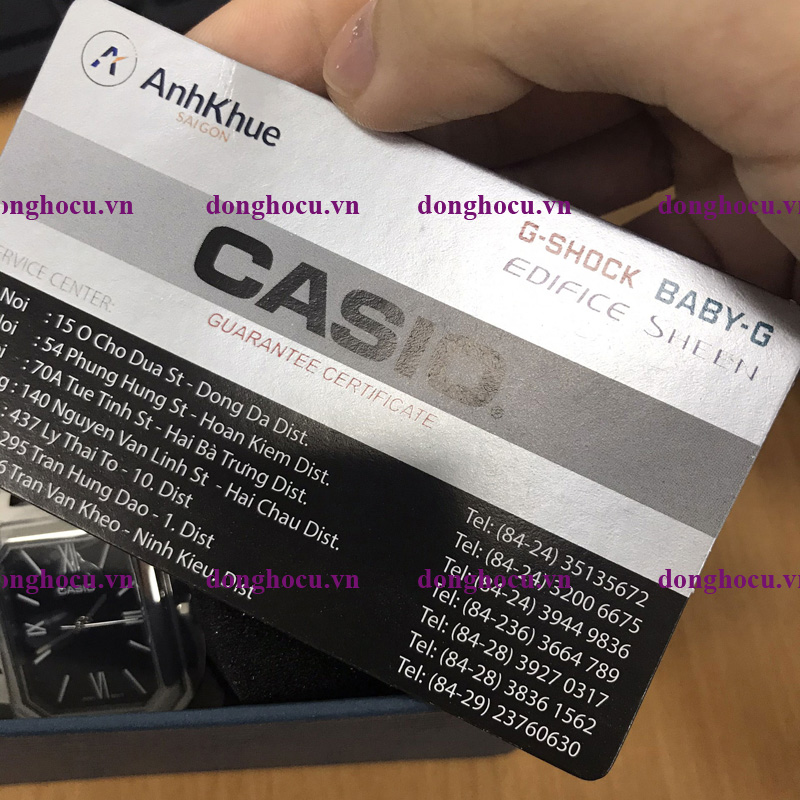 AnhKhue
SAIGON
donghocu.vn donghocu.vn donghocu.vn donghocu.vn
G-SHOCK BABY-G
EDIFICE SHEEN
CASIO®
GUARANTEE CERTIFICATE
SERVICE CENTER:
Noi : 15 O Cho Dua St - Dong Da Dist.
: 54 Phung Hung St - Hoan Kiem Dist.
: 70A Tue Tinh St - Hai Bà Trưng Dist.
: 140 Nguyen Van Linh St - Hai Chau Dist.
: 437 Ly Thai To - 10. Dist
295 Tran Hung Dao - 1. Dist
6 Tran Van Kheo - Ninh Kieu, Dist
Tel: (84-24) 35135672
Tel: (84-24) 3200 6675
Tel: (84-24) 3944 9836
Tel: (84-236) 3664 789
Tel: (84-28) 3927 0317
Tel: (84-28) 3836 1562
Tel: (84-29) 23760630
donghocu.vn donghocu.vn donghocu.vn donghocu.vn
CASIO